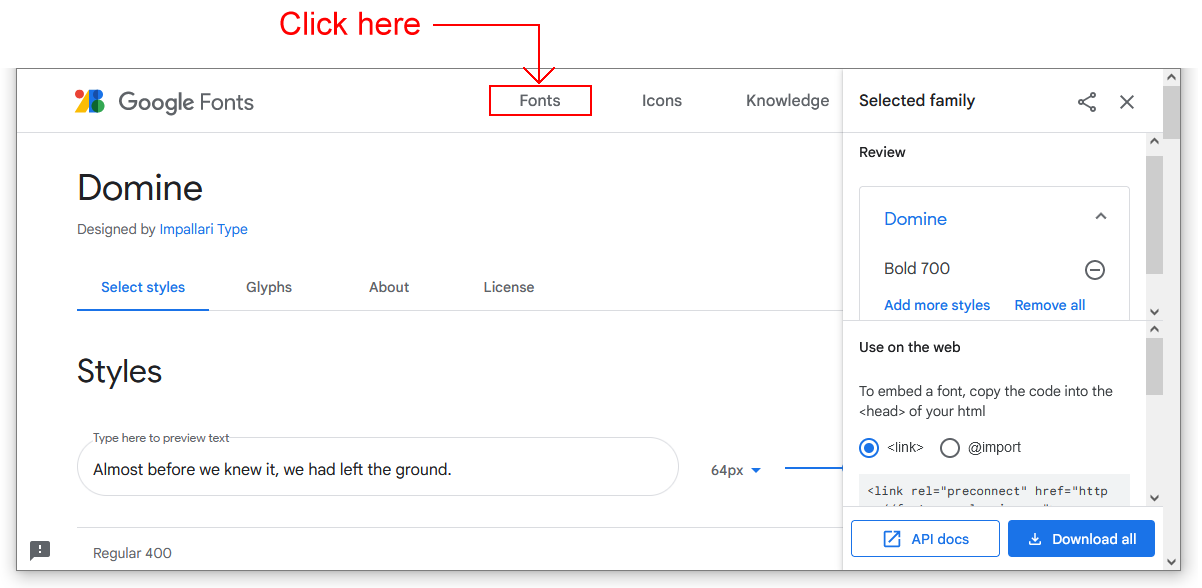 Click here
Google Fonts
Fonts
Icons
Knowledge
Domine
Designed by Impallari Type
Select styles
Glyphs
About
License
Styles
Type here to preview text
Almost before we knew it, we had left the ground.
64px
Regular 400
Selected family
Review
Domine
Bold 700
Add more styles
Remove all
Use on the web
To embed a font, copy the code into the
<head> of your html
<link>
@import
<link rel="preconnect" href="http
API docs
Download all